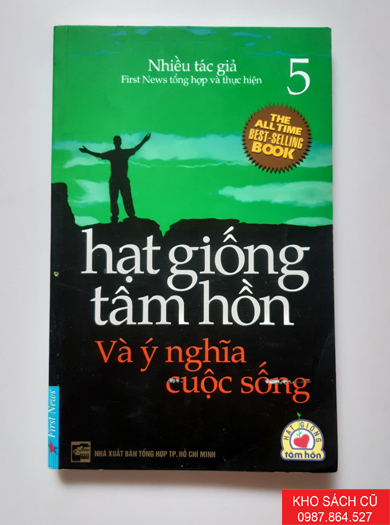 Nhiều tác giả
First News tổng hợp và thực hiện
5
THE
ALL TIME
BEST-SELLING
BOOK
hạt giống
tâm hồn
Và ý nghĩa
cuộc sống
First News
NHÀ XUẤT BẢN TỔNG HỢP TP. HỒ CHÍ MINH
HẠT GIỐNG
tâm hồn
KHO SÁCH CŨ
0987.864.527